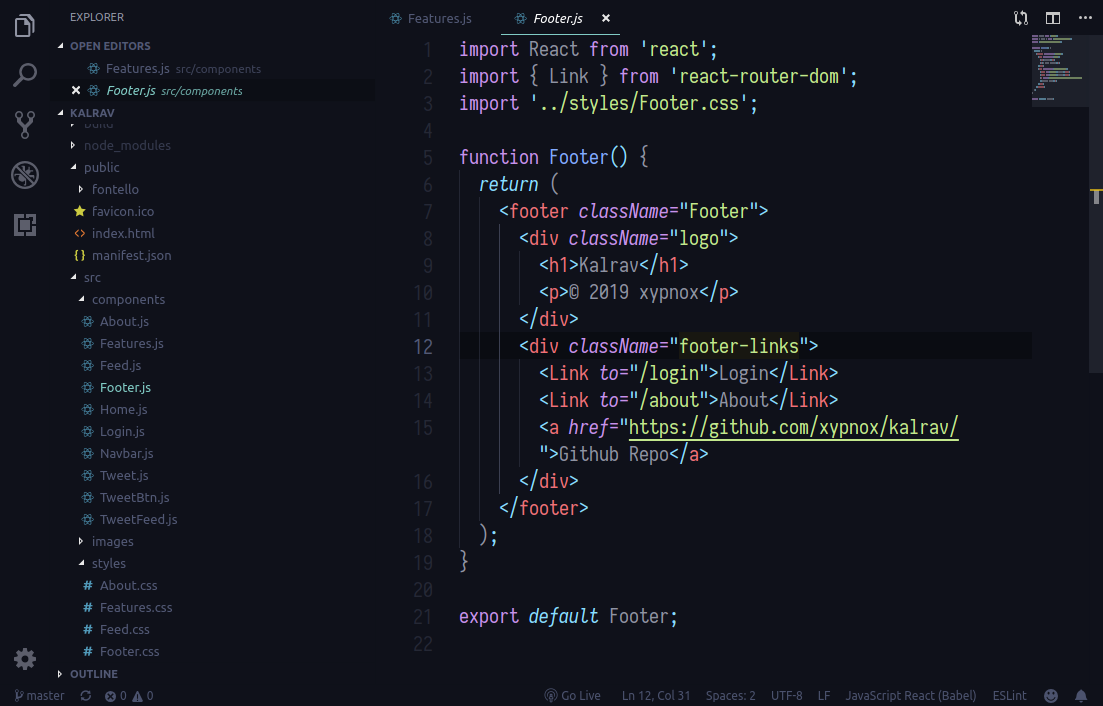 EXPLORER
OPEN EDITORS
Features.js src/components
Footer.js src/components
KALRAV
build
node_modules
public
fontello
favicon.ico
<> index.html
{} manifest.json
src
components
About.js
Features.js
Feed.js
Footer.js
Home.js
Login.js
Navbar.js
Tweet.js
TweetBtn.js
TweetFeed.js
images
styles
# About.css
# Features.css
# Feed.css
# Footer.css
OUTLINE
Features.js Footer.js ×
1 import React from 'react';
2 import { Link } from 'react-router-dom';
3 import '../styles/Footer.css';
4
5 function Footer() {
6 return (
7 <footer className="Footer">
8 <div className="logo">
9 <h1>Kalrav</h1>
10 <p>© 2019 xypnox</p>
11 </div>
12 <div className="footer-links">
13 <Link to="/login">Login</Link>
14 <Link to="/about">About</Link>
15 <a href="https://github.com/xypnox/kalrav/
">Github Repo</a>
16 </div>
17 </footer>
18 );
19 }
20
21 export default Footer;
22
master 0 0 Go Live Ln 12, Col 31 Spaces: 2 UTF-8 LF JavaScript React (Babel) ESLint